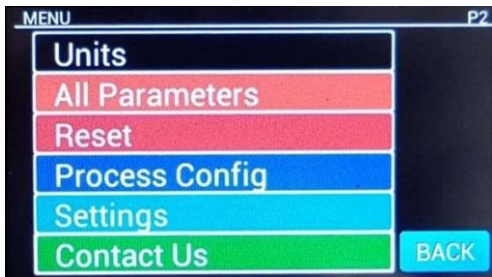 MENU P2
Units
All Parameters
Reset
Process Config
Settings
Contact Us
BACK